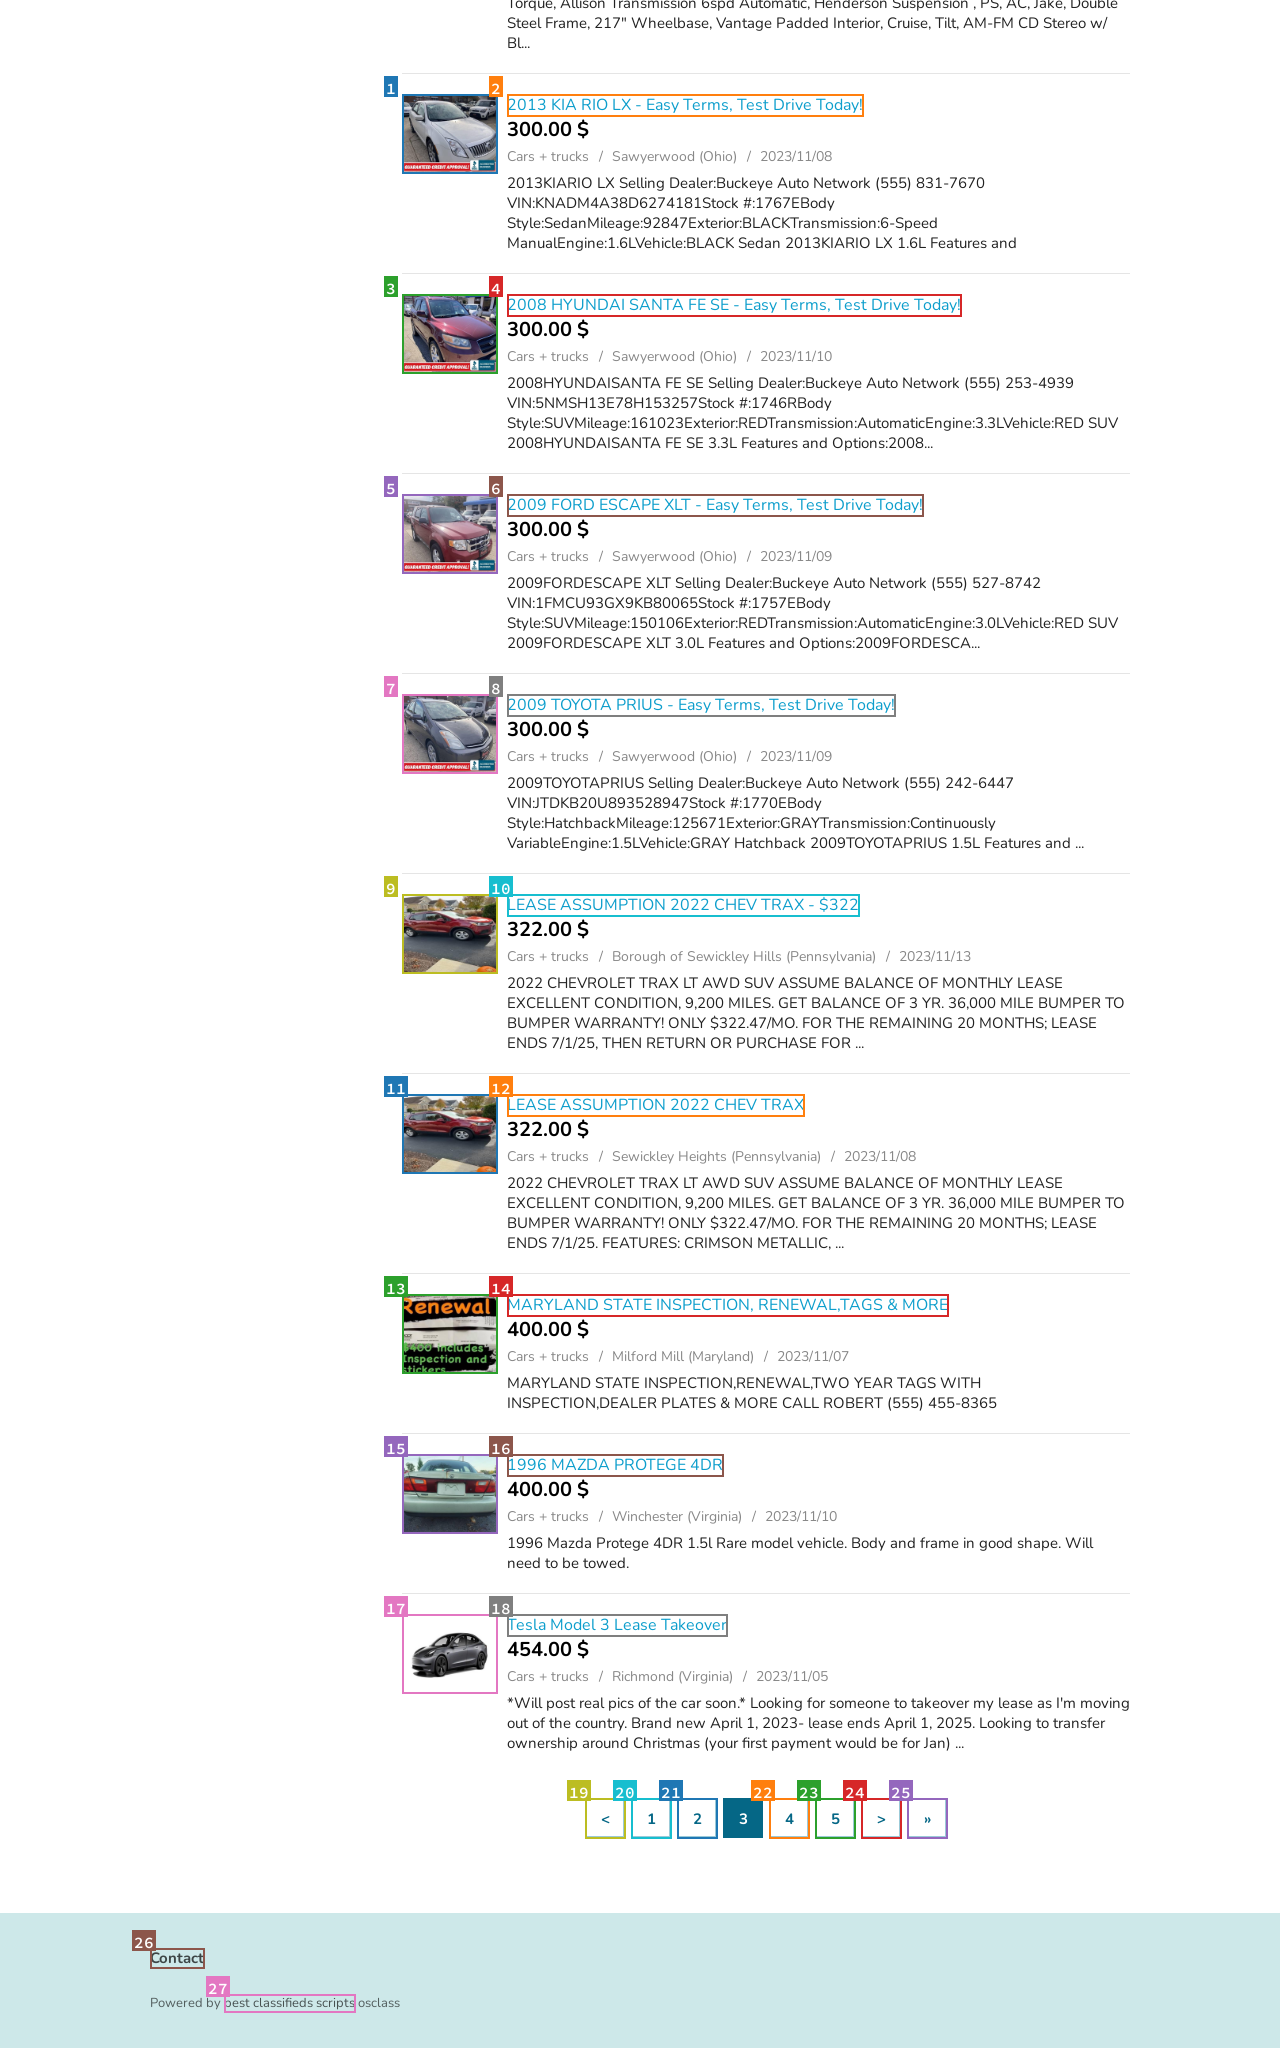 Torque, Allison Transmission 6spd Automatic, Henderson Suspension , PS, AC, Jake, Double
Steel Frame, 217" Wheelbase, Vantage Padded Interior, Cruise, Tilt, AM-FM CD Stereo w/
Bl...
1
2
2013 KIA RIO LX - Easy Terms, Test Drive Today!
300.00 $
Cars + trucks / Sawyerwood (Ohio) / 2023/11/08
GUARANTEED CREDIT APPROVAL!
2013KIARIO LX Selling Dealer:Buckeye Auto Network (555) 831-7670
VIN:KNADM4A38D6274181Stock #:1767EBody
Style:SedanMileage:92847Exterior:BLACKTransmission:6-Speed
ManualEngine:1.6LVehicle:BLACK Sedan 2013KIARIO LX 1.6L Features and
3
4
2008 HYUNDAI SANTA FE SE - Easy Terms, Test Drive Today!
300.00 $
Cars + trucks / Sawyerwood (Ohio) / 2023/11/10
GUARANTEED CREDIT APPROVAL!
2008HYUNDAISANTA FE SE Selling Dealer:Buckeye Auto Network (555) 253-4939
VIN:5NMSH13E78H153257Stock #:1746RBody
Style:SUVMileage:161023Exterior:REDTransmission:AutomaticEngine:3.3LVehicle:RED SUV
2008HYUNDAISANTA FE SE 3.3L Features and Options:2008...
5
6
2009 FORD ESCAPE XLT - Easy Terms, Test Drive Today!
300.00 $
Cars + trucks / Sawyerwood (Ohio) / 2023/11/09
GUARANTEED CREDIT APPROVAL!
2009FORDESCAPE XLT Selling Dealer:Buckeye Auto Network (555) 527-8742
VIN:1FMCU93GX9KB80065Stock #:1757EBody
Style:SUVMileage:150106Exterior:REDTransmission:AutomaticEngine:3.0LVehicle:RED SUV
2009FORDESCAPE XLT 3.0L Features and Options:2009FORDESCA...
7
8
2009 TOYOTA PRIUS - Easy Terms, Test Drive Today!
300.00 $
Cars + trucks / Sawyerwood (Ohio) / 2023/11/09
GUARANTEED CREDIT APPROVAL!
2009TOYOTAPRIUS Selling Dealer:Buckeye Auto Network (555) 242-6447
VIN:JTDKB20U893528947Stock #:1770EBody
Style:HatchbackMileage:125671Exterior:GRAYTransmission:Continuously
VariableEngine:1.5LVehicle:GRAY Hatchback 2009TOYOTAPRIUS 1.5L Features and ...
9
10
LEASE ASSUMPTION 2022 CHEV TRAX - $322
322.00 $
Cars + trucks / Borough of Sewickley Hills (Pennsylvania) / 2023/11/13
2022 CHEVROLET TRAX LT AWD SUV ASSUME BALANCE OF MONTHLY LEASE
EXCELLENT CONDITION, 9,200 MILES. GET BALANCE OF 3 YR. 36,000 MILE BUMPER TO
BUMPER WARRANTY! ONLY $322.47/MO. FOR THE REMAINING 20 MONTHS; LEASE
ENDS 7/1/25, THEN RETURN OR PURCHASE FOR ...
11
12
LEASE ASSUMPTION 2022 CHEV TRAX
322.00 $
Cars + trucks / Sewickley Heights (Pennsylvania) / 2023/11/08
2022 CHEVROLET TRAX LT AWD SUV ASSUME BALANCE OF MONTHLY LEASE
EXCELLENT CONDITION, 9,200 MILES. GET BALANCE OF 3 YR. 36,000 MILE BUMPER TO
BUMPER WARRANTY! ONLY $322.47/MO. FOR THE REMAINING 20 MONTHS; LEASE
ENDS 7/1/25. FEATURES: CRIMSON METALLIC, ...
13
14
Renewal
$400 includes
Inspection and
stickers
MARYLAND STATE INSPECTION, RENEWAL,TAGS & MORE
400.00 $
Cars + trucks / Milford Mill (Maryland) / 2023/11/07
MARYLAND STATE INSPECTION,RENEWAL,TWO YEAR TAGS WITH
INSPECTION,DEALER PLATES & MORE CALL ROBERT (555) 455-8365
15
16
1996 MAZDA PROTEGE 4DR
400.00 $
Cars + trucks / Winchester (Virginia) / 2023/11/10
1996 Mazda Protege 4DR 1.5l Rare model vehicle. Body and frame in good shape. Will
need to be towed.
17
18
Tesla Model 3 Lease Takeover
454.00 $
Cars + trucks / Richmond (Virginia) / 2023/11/05
*Will post real pics of the car soon.* Looking for someone to takeover my lease as I'm moving
out of the country. Brand new April 1, 2023- lease ends April 1, 2025. Looking to transfer
ownership around Christmas (your first payment would be for Jan) ...
19 20 21 22 23 24 25
< 1 2 3 4 5 > »
26
Contact
27
Powered by best classifieds scripts osclass